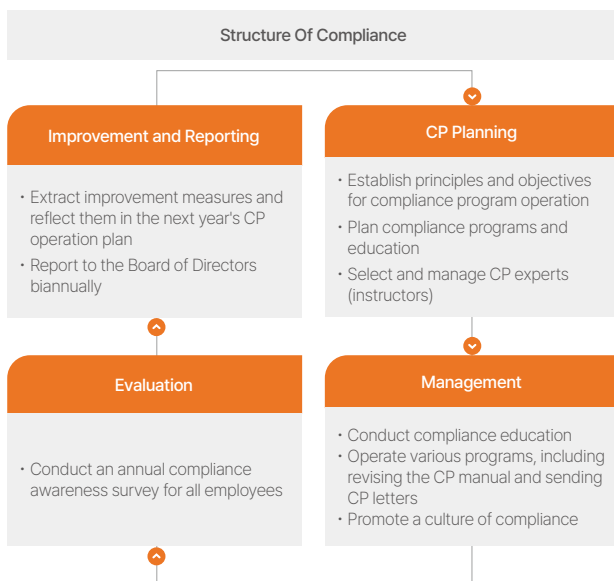 Structure Of Compliance
Improvement and Reporting
• Extract improvement measures and
reflect them in the next year's CP
operation plan
• Report to the Board of Directors
biannually
CP Planning
• Establish principles and objectives
for compliance program operation
• Plan compliance programs and
education
• Select and manage CP experts
(instructors)
Evaluation
• Conduct an annual compliance
awareness survey for all employees
Management
• Conduct compliance education
• Operate various programs, including
revising the CP manual and sending
CP letters
• Promote a culture of compliance